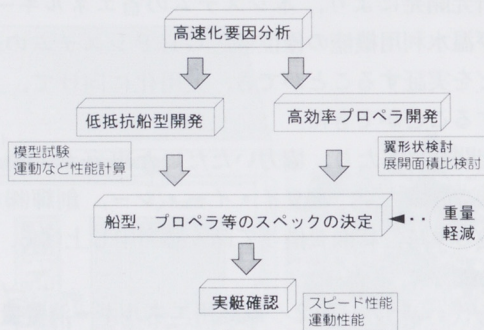 高速化要因分析
低抵抗船型開発
高効率プロペラ開発
模型試験
運動など性能計算
翼形状検討
展開面積比検討
船型，プロペラ等のスペックの決定
重量
軽減
実艇確認
スピード性能
運動性能